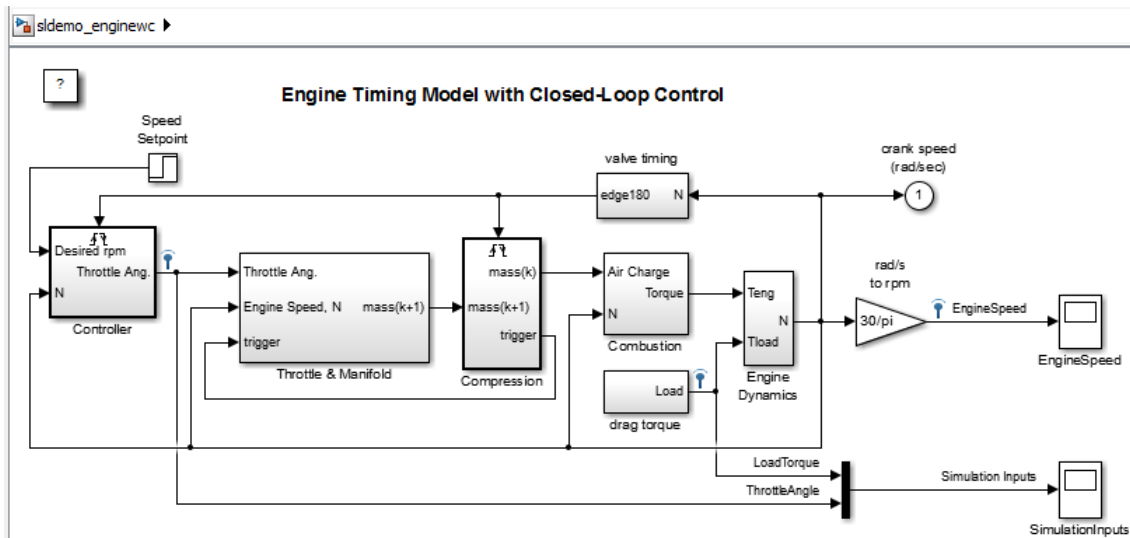 sldemo_enginewc
?
Engine Timing Model with Closed-Loop Control
Speed
Setpoint
valve timing
edge180 N
crank speed
(rad/sec)
1
Desired rpm
Throttle Ang.
N
Controller
Throttle Ang.
Engine Speed, N
mass(k+1)
trigger
Throttle & Manifold
mass(k)
mass(k+1)
trigger
Compression
Air Charge
Torque
N
Combustion
Load
drag torque
Teng
N
Tload
Engine
Dynamics
rad/s
to rpm
30/pi
EngineSpeed
EngineSpeed
LoadTorque
ThrottleAngle
Simulation Inputs
SimulationInputs